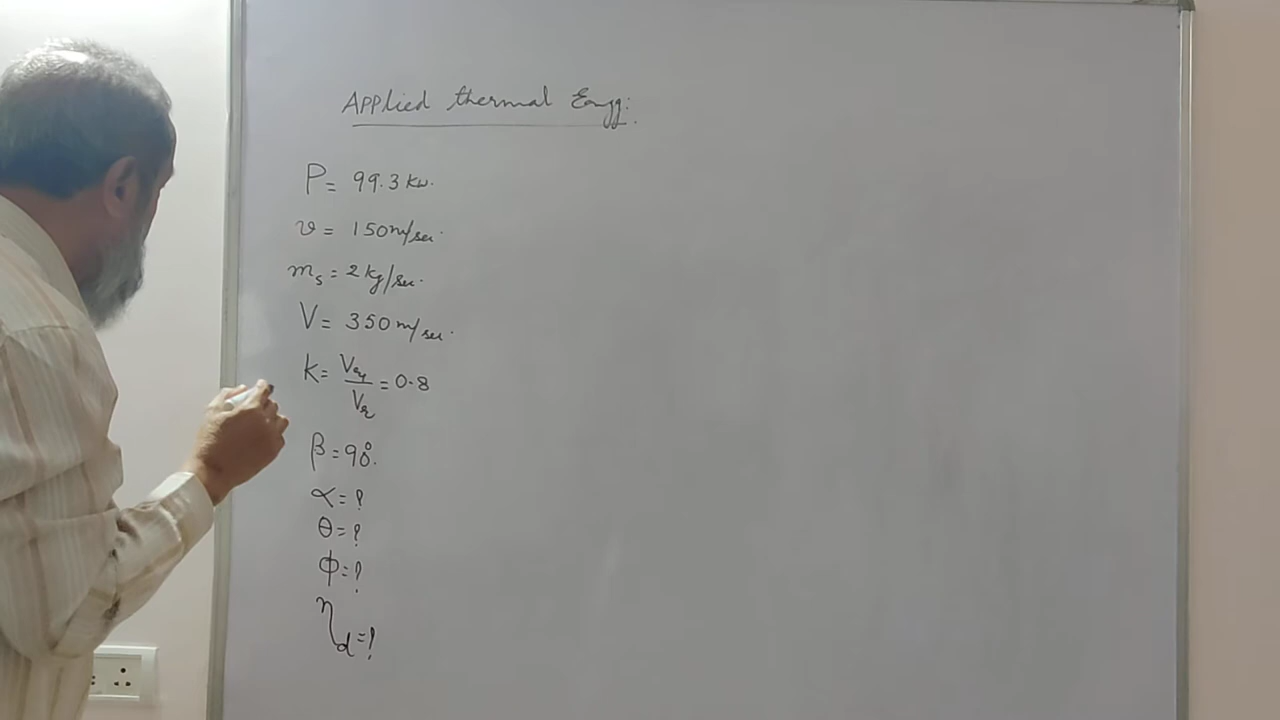 Applied thermal Engg:
P = 99.3 kw.
v = 150 m/sec.
ms = 2 kg/sec.
V = 350 m/sec.
K = Vr1/Vr = 0.8
β = 90°.
α = ?
θ = ?
ϕ = ?
ηd = ?